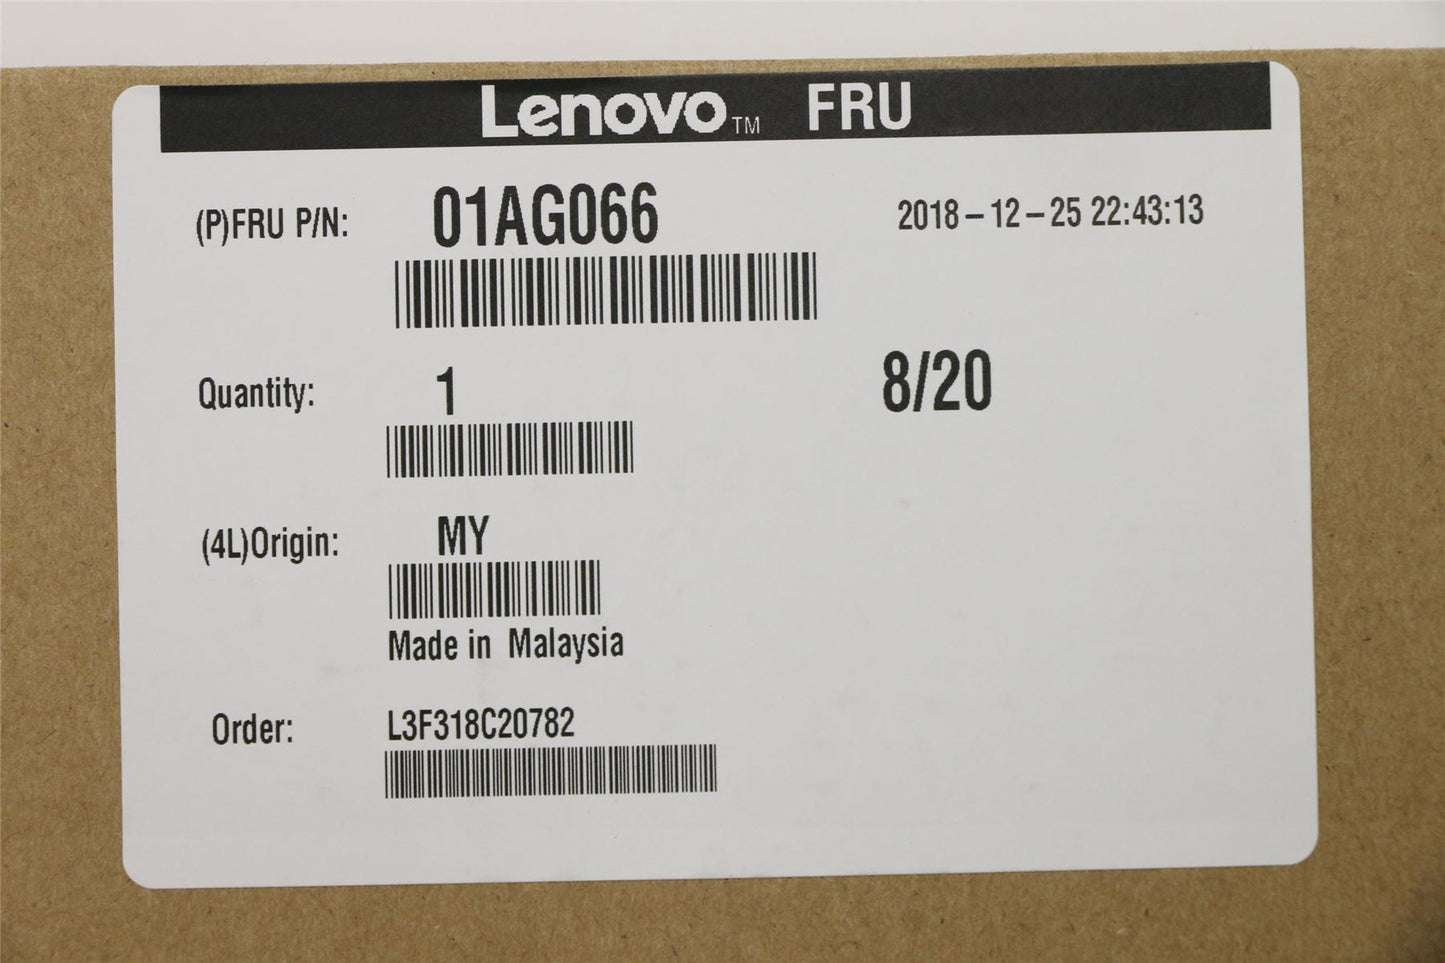 Lenovo™ FRU
(P)FRU P/N: 01AG066 2018-12-25 22:43:13
Quantity: 1 8/20
(4L)Origin: MY
Made in Malaysia
Order: L3F318C20782